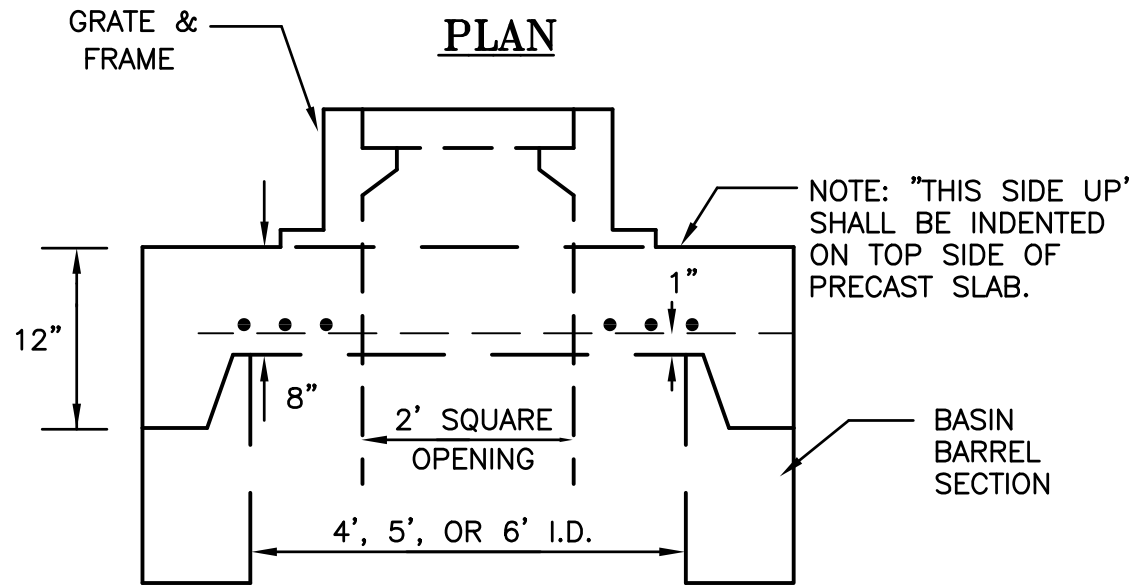 GRATE &
FRAME
PLAN
NOTE: "THIS SIDE UP'
SHALL BE INDENTED
ON TOP SIDE OF
PRECAST SLAB.
1"
12"
8"
2' SQUARE
OPENING
BASIN
BARREL
SECTION
4', 5', OR 6' I.D.